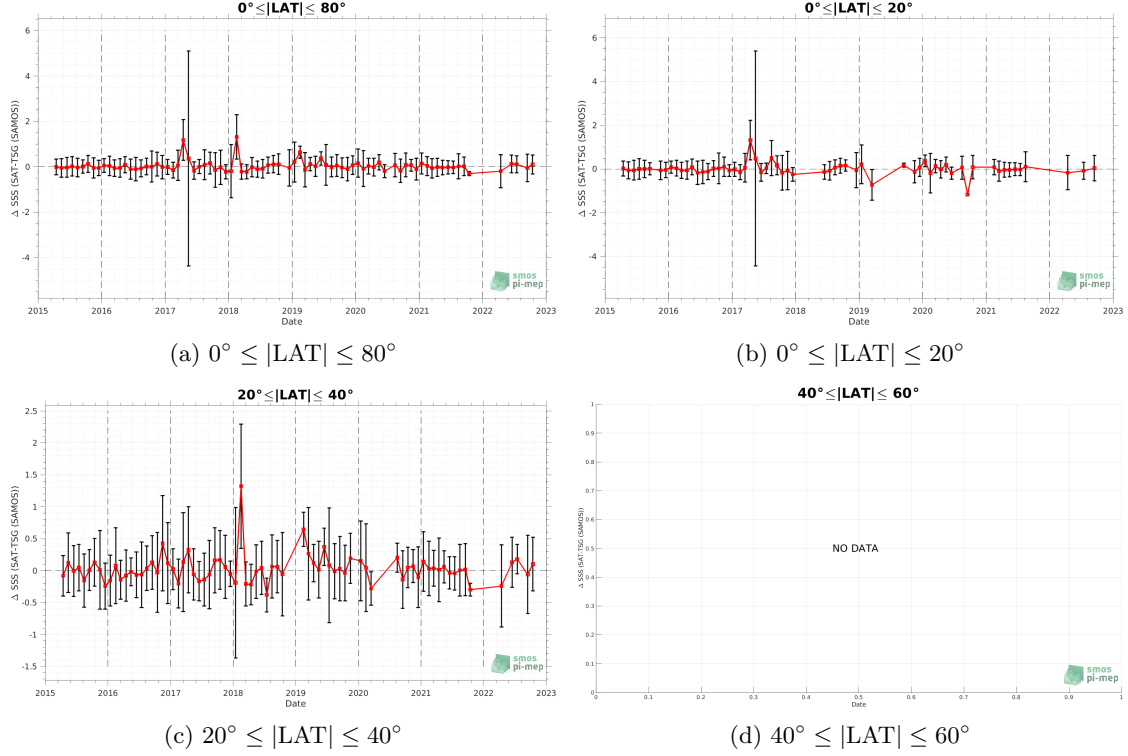 0°≤|LAT|≤ 80°
6
4
2
0
-2
-4
Δ SSS (SAT-TSG (SAMOS))
2015 2016 2017 2018 2019 2020 2021 2022 2023
Date
smos
pi-mep
(a) 0° ≤ |LAT| ≤ 80°
0°≤|LAT|≤ 20°
6
4
2
0
-2
-4
Δ SSS (SAT-TSG (SAMOS))
2015 2016 2017 2018 2019 2020 2021 2022 2023
Date
smos
pi-mep
(b) 0° ≤ |LAT| ≤ 20°
20°≤|LAT|≤ 40°
2.5
2
1.5
1
0.5
0
-0.5
-1
-1.5
Δ SSS (SAT-TSG (SAMOS))
2015 2016 2017 2018 2019 2020 2021 2022 2023
Date
smos
pi-mep
(c) 20° ≤ |LAT| ≤ 40°
40°≤|LAT|≤ 60°
1
0.9
0.8
0.7
0.6
0.5
0.4
0.3
0.2
0.1
0
Δ SSS (SAT-TSG (SAMOS))
NO DATA
0 0.1 0.2 0.3 0.4 0.5 0.6 0.7 0.8 0.9 1
Date
smos
pi-mep
(d) 40° ≤ |LAT| ≤ 60°